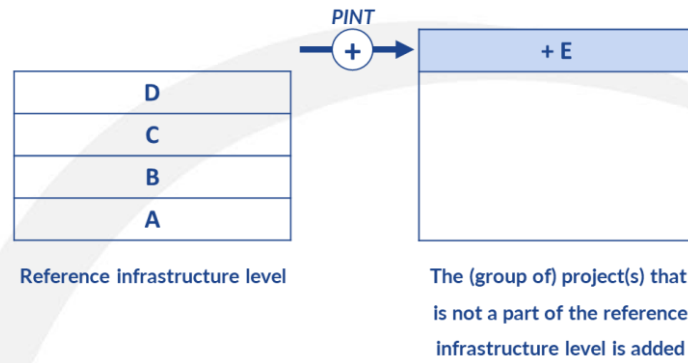 PINT
+
+ E
D
C
B
A
Reference infrastructure level
The (group of) project(s) that
is not a part of the reference
infrastructure level is added